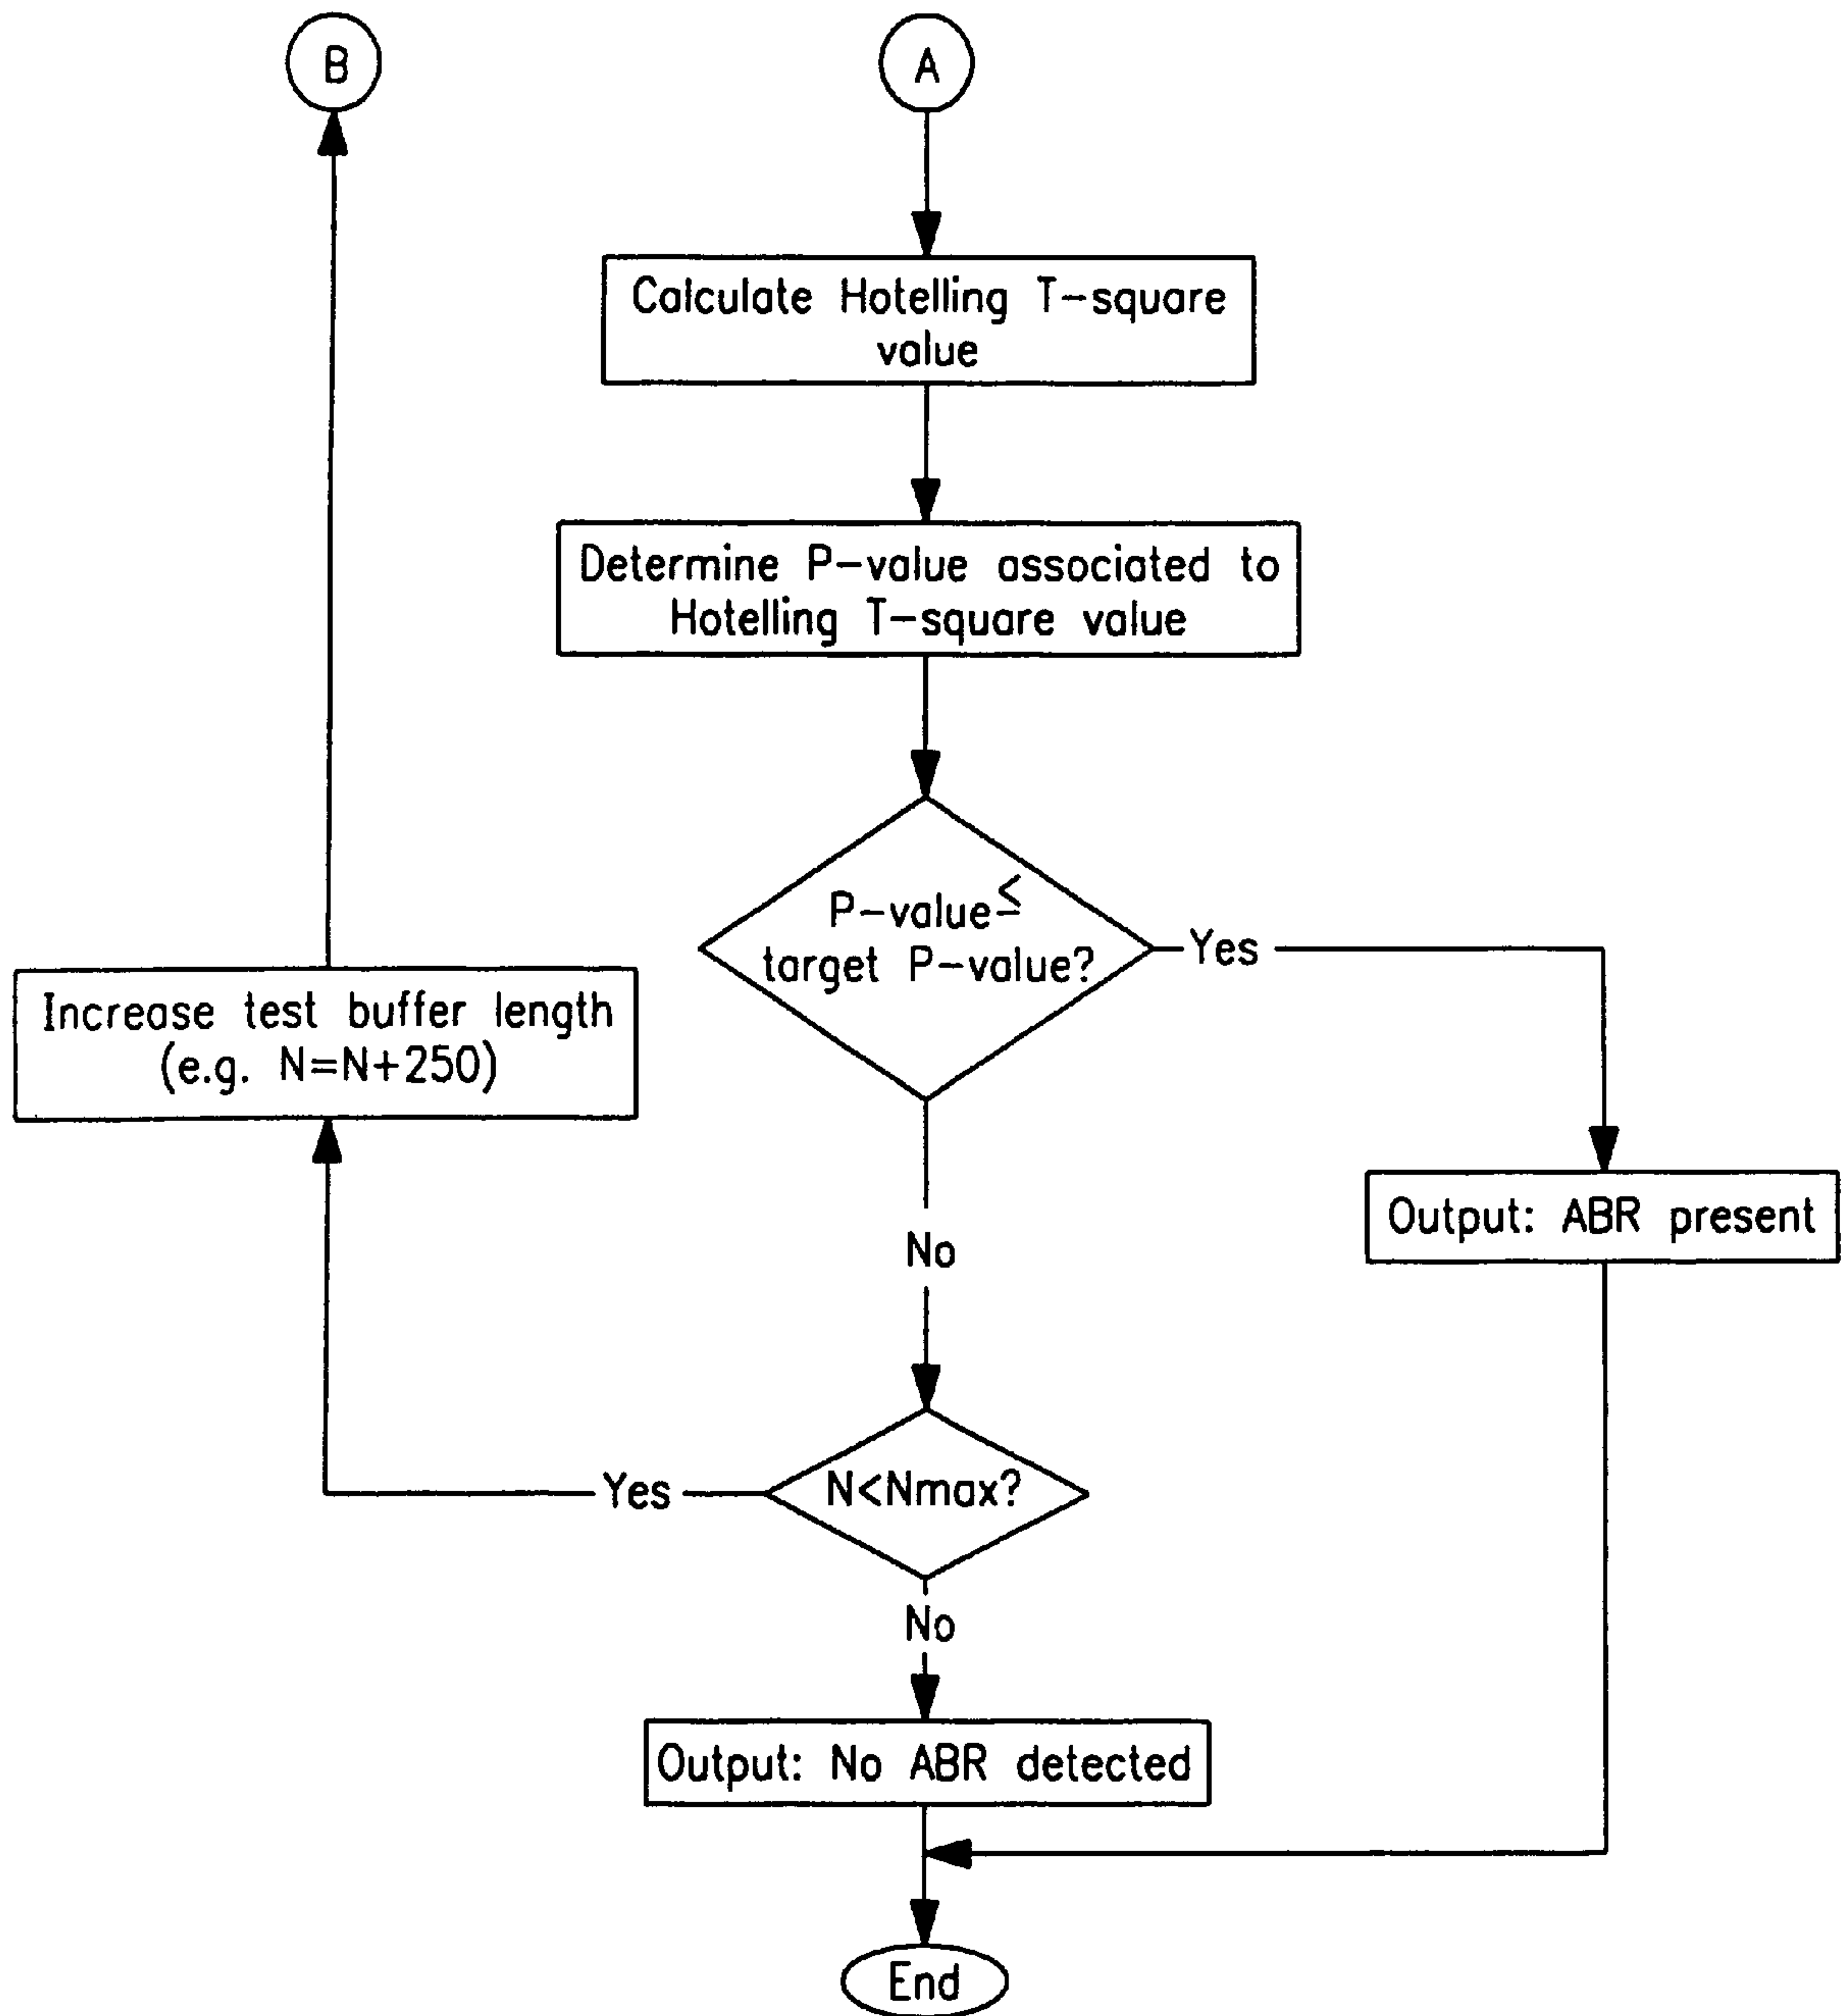 B
A
Calculate Hotelling T-square
value
Determine P-value associated to
Hotelling T-square value
P-value≤
target P-value?
Yes
Increase test buffer length
(e.g. N=N+250)
Output: ABR present
No
N<Nmax?
Yes
No
Output: No ABR detected
End